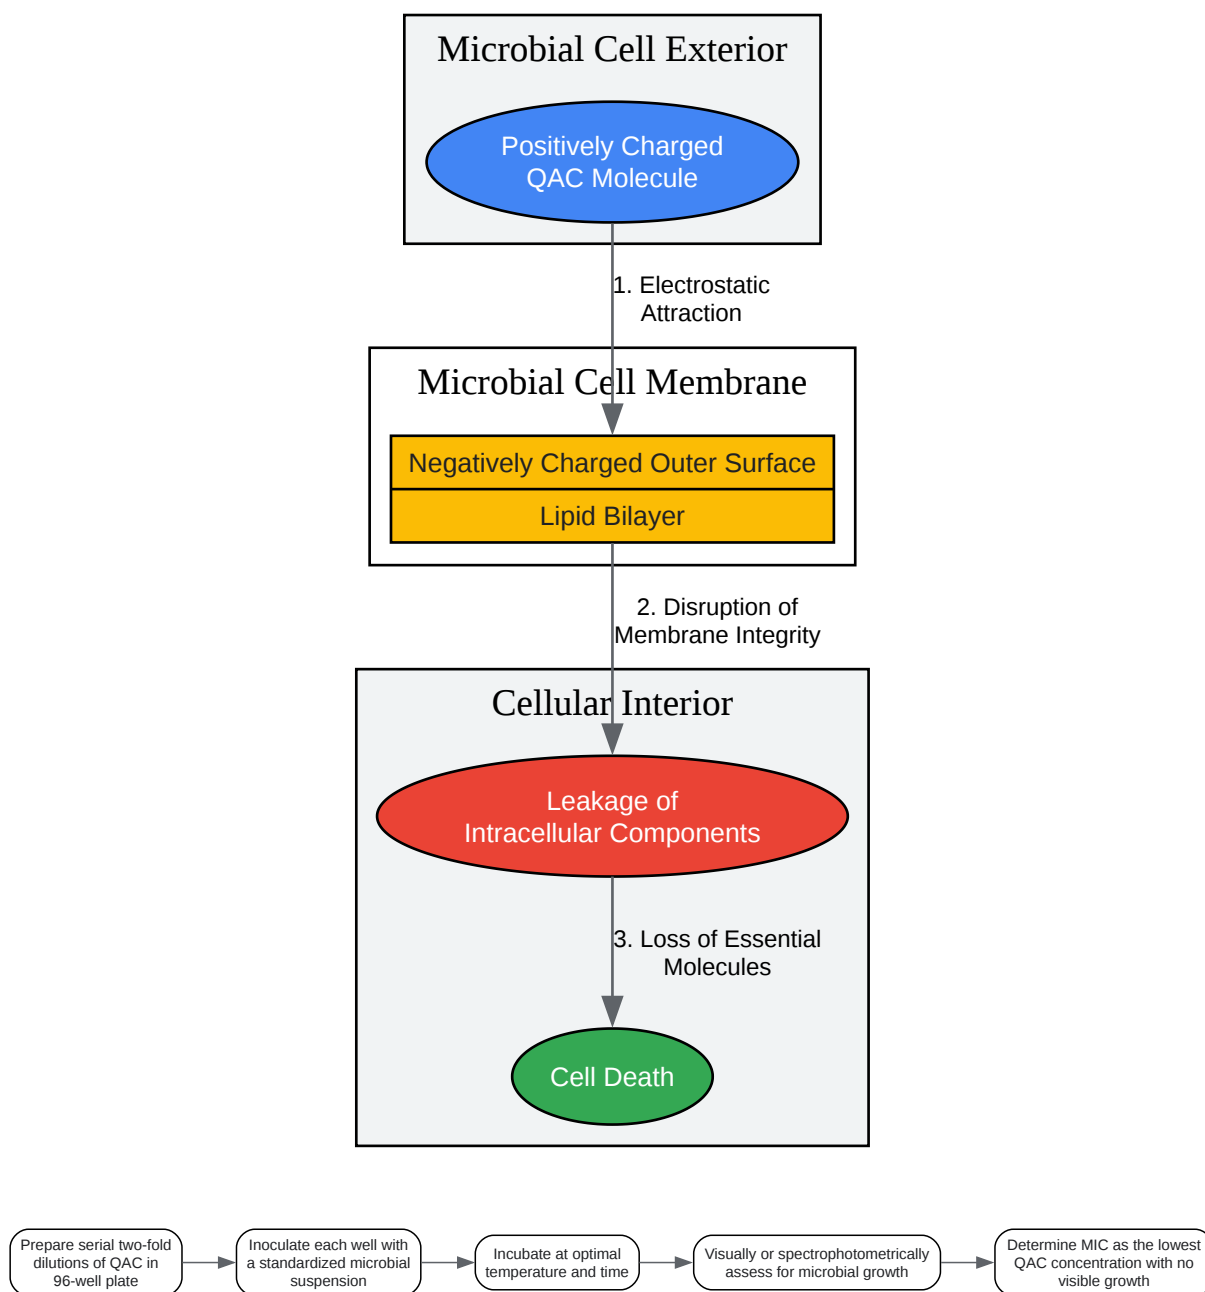 Microbial Cell Exterior
Positively Charged
QAC Molecule
1. Electrostatic
Attraction
Microbial Cell Membrane
Negatively Charged Outer Surface
Lipid Bilayer
2. Disruption of
Membrane Integrity
Cellular Interior
Leakage of
Intracellular Components
3. Loss of Essential
Molecules
Cell Death
Prepare serial two-fold
dilutions of QAC in
96-well plate
Inoculate each well with
a standardized microbial
suspension
Incubate at optimal
temperature and time
Visually or spectrophotometrically
assess for microbial growth
Determine MIC as the lowest
QAC concentration with no
visible growth